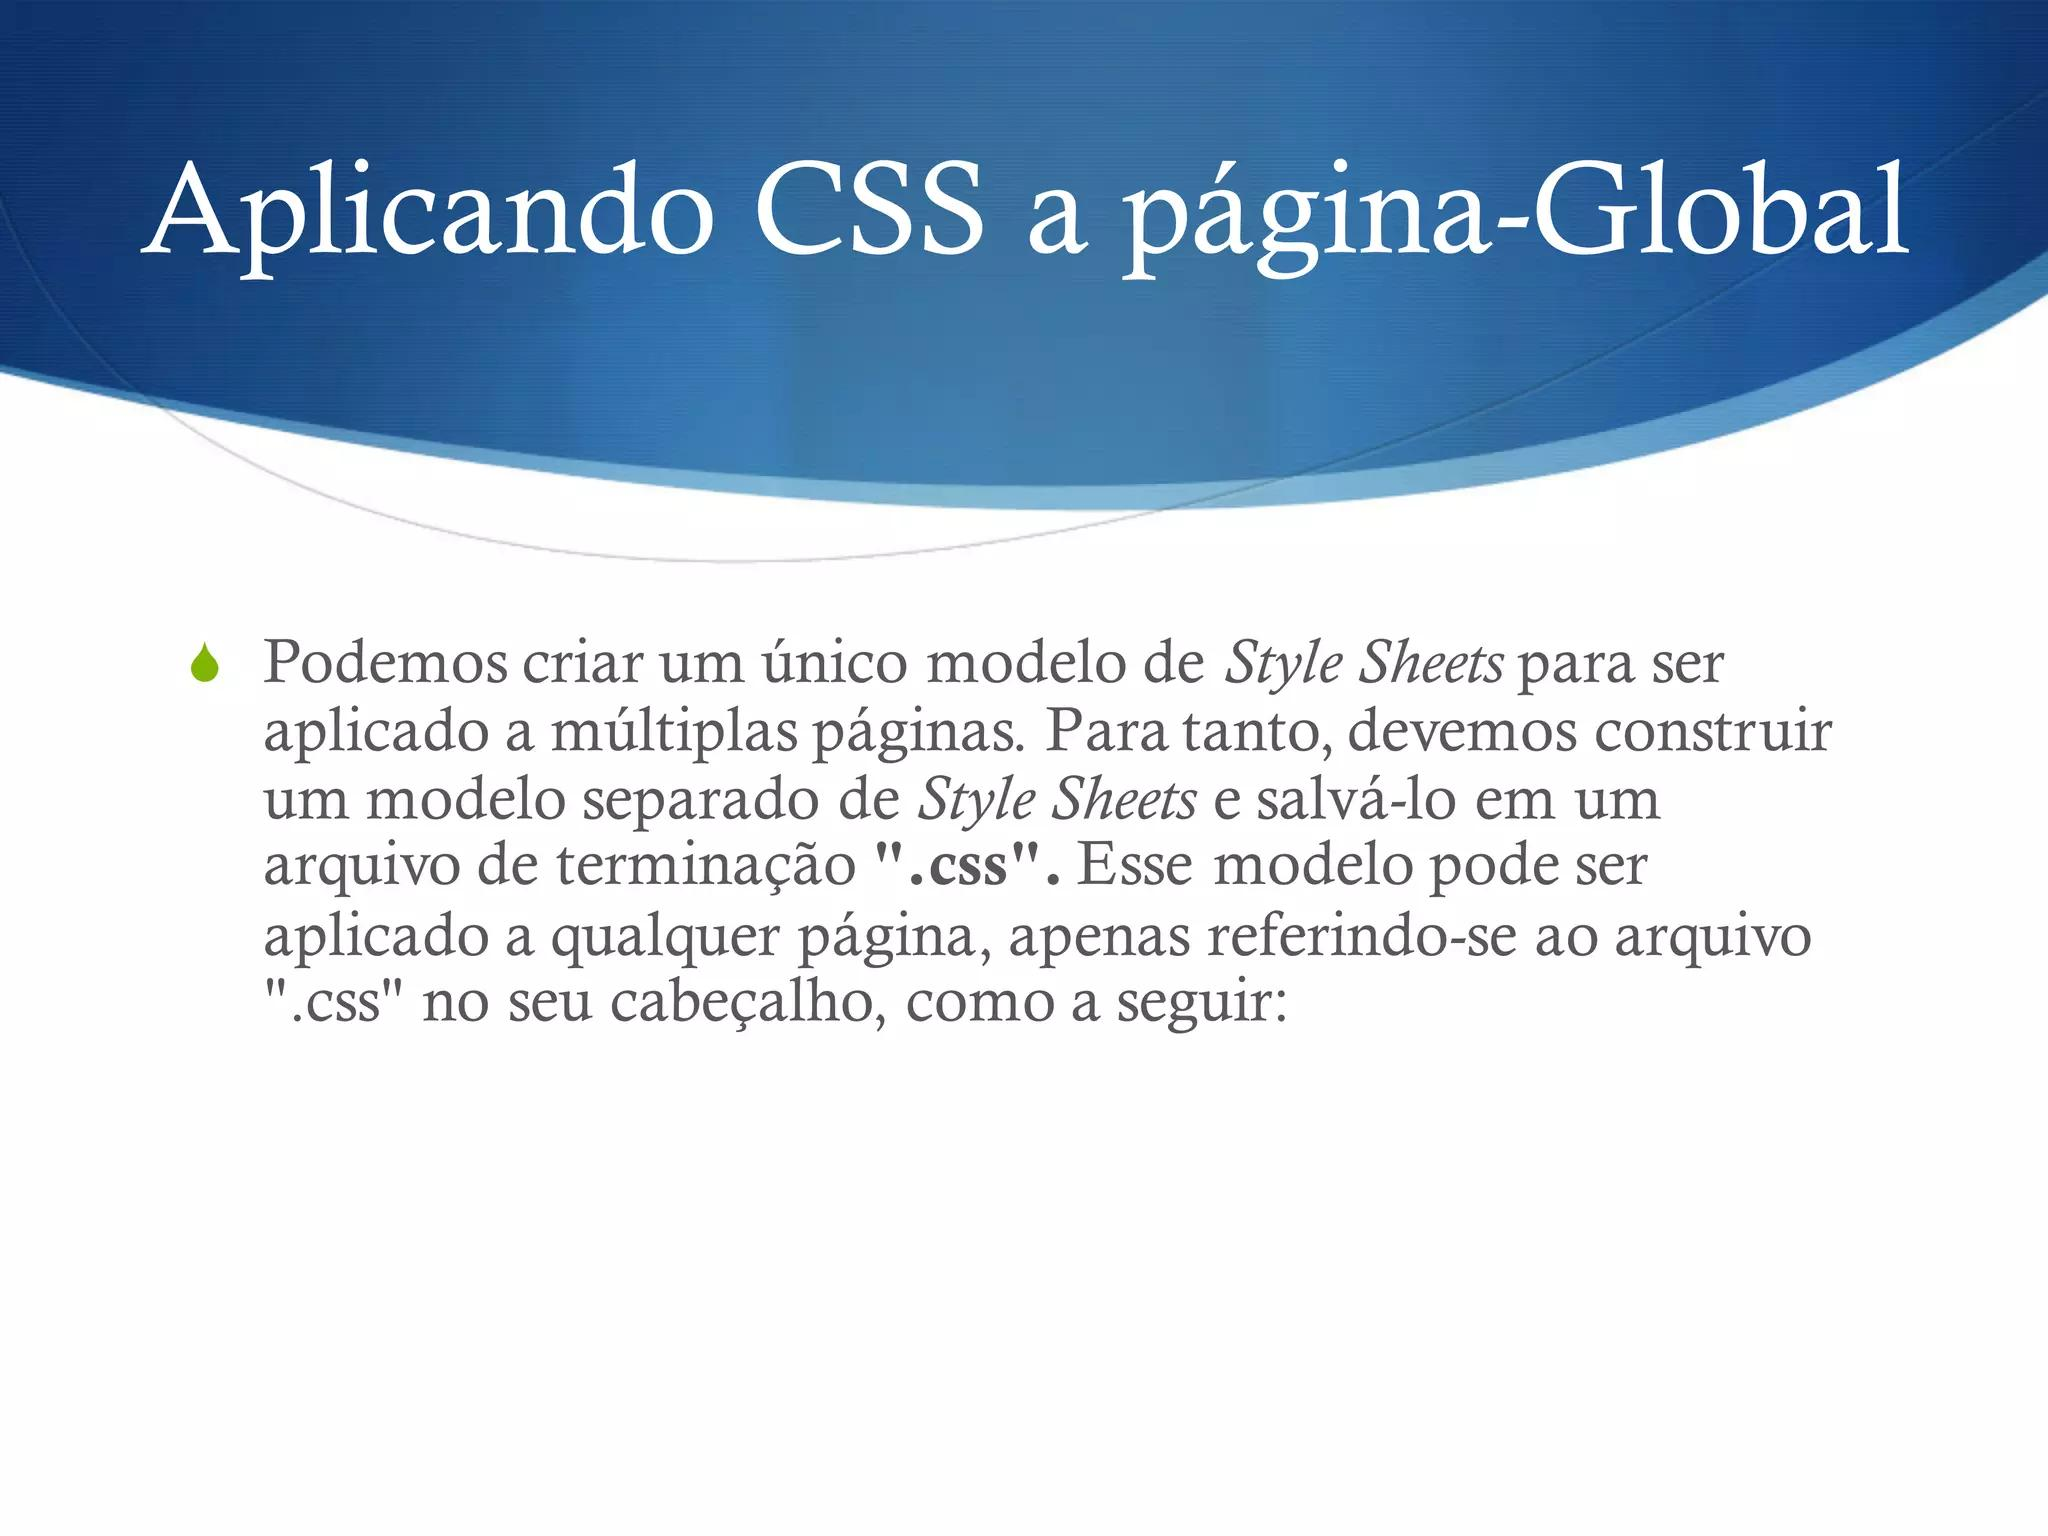 Aplicando CSS a página-Global
Podemos criar um único modelo de Style Sheets para ser
aplicado a múltiplas páginas. Para tanto, devemos construir
um modelo separado de Style Sheets e salvá-lo em um
arquivo de terminação ".css". Esse modelo pode ser
aplicado a qualquer página, apenas referindo-se ao arquivo
".css" no seu cabeçalho, como a seguir: